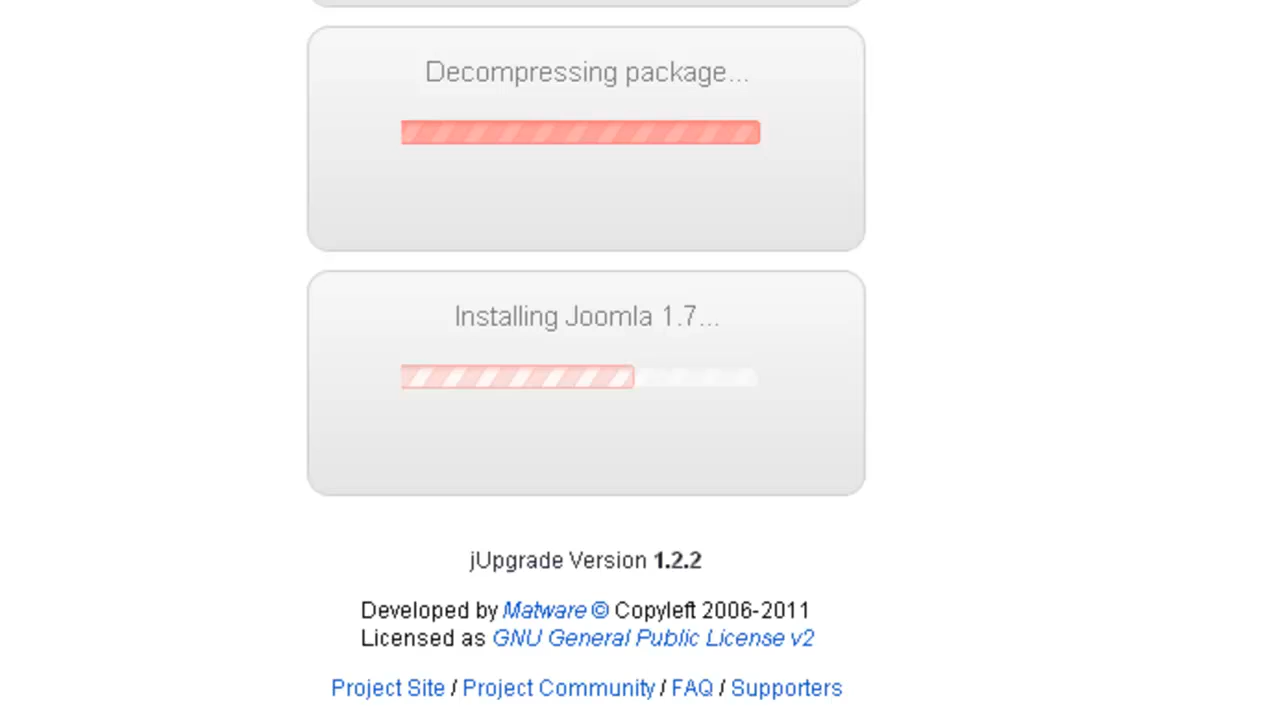 Decompressing package...
Installing Joomla 1.7...
jUpgrade Version 1.2.2
Developed by Matware © Copyleft 2006-2011
Licensed as GNU General Public License v2
Project Site / Project Community / FAQ / Supporters